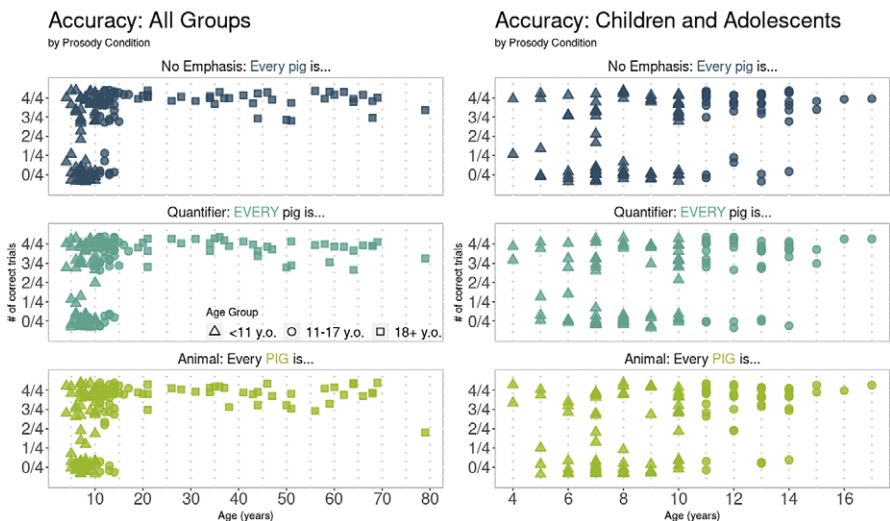 Accuracy: All Groups
by Prosody Condition
No Emphasis: Every pig is...
4/4
3/4
2/4
1/4
0/4
Quantifier: EVERY pig is...
4/4
3/4
2/4
1/4
0/4
# of correct trials
Age Group
<11 y.o. 11-17 y.o. 18+ y.o.
Animal: Every PIG is...
4/4
3/4
2/4
1/4
0/4
10 20 30 40 50 60 70 80
Age (years)
Accuracy: Children and Adolescents
by Prosody Condition
No Emphasis: Every pig is...
4/4
3/4
2/4
1/4
0/4
Quantifier: EVERY pig is...
4/4
3/4
2/4
1/4
0/4
# of correct trials
Animal: Every PIG is...
4/4
3/4
2/4
1/4
0/4
4 6 8 10 12 14 16
Age (years)